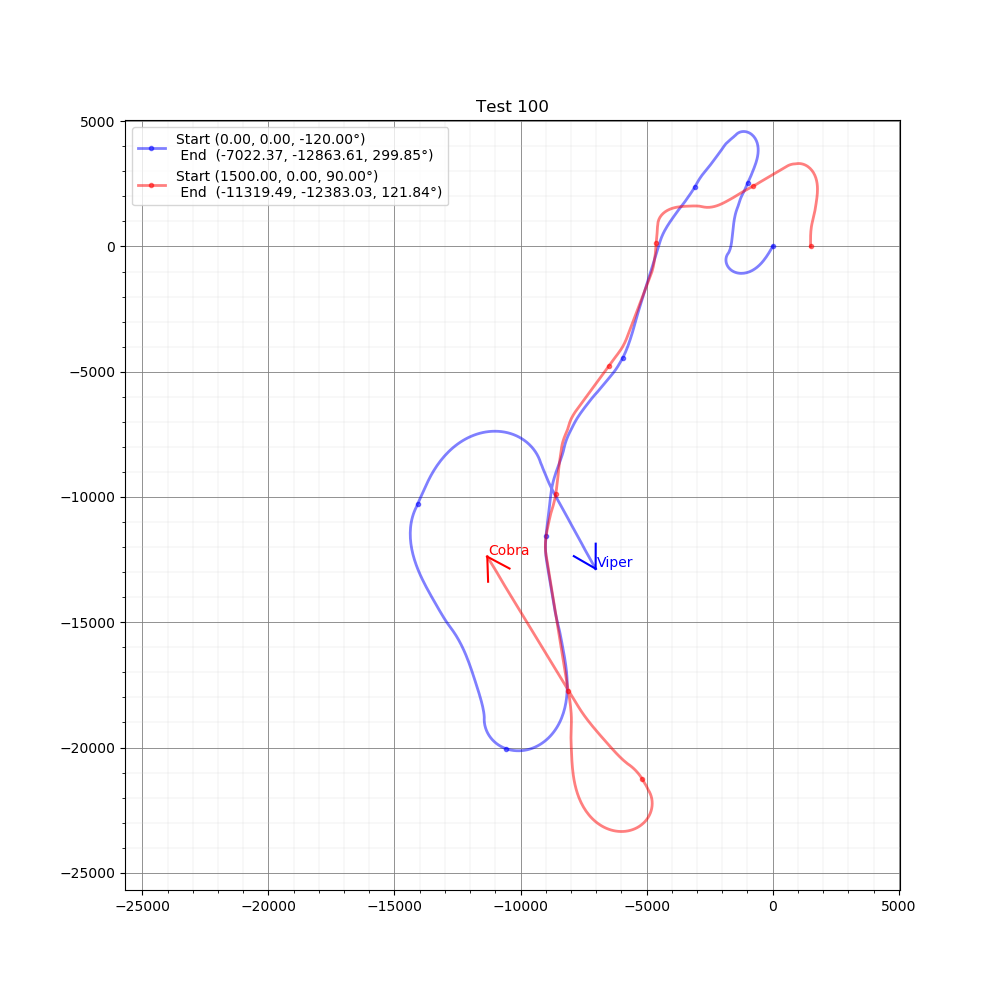 Test 100
Start (0.00, 0.00, -120.00°)
End (-7022.37, -12863.61, 299.85°)
Start (1500.00, 0.00, 90.00°)
End (-11319.49, -12383.03, 121.84°)
5000
0
−5000
−10000
−15000
−20000
−25000
Cobra
Viper
−25000 −20000 −15000 −10000 −5000 0 5000